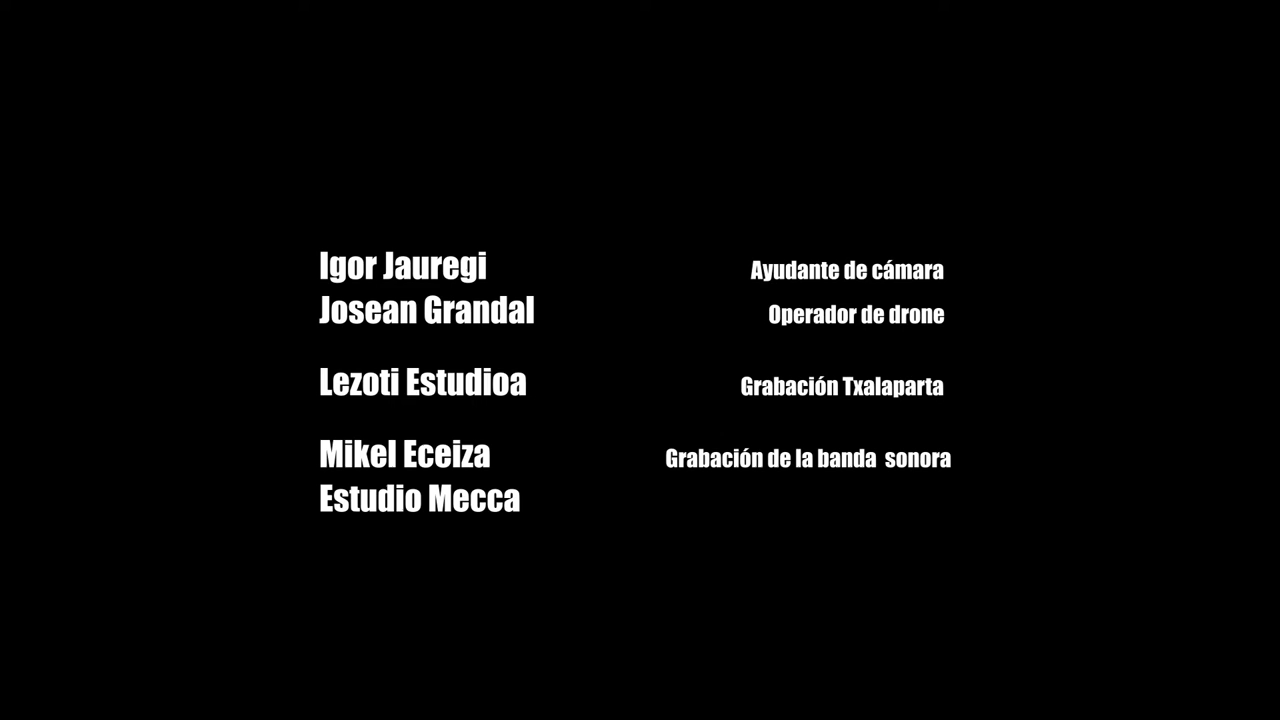 Igor Jauregi Ayudante de cámara
Josean Grandal Operador de drone
Lezoti Estudioa Grabación Txalaparta
Mikel Eceiza Grabación de la banda sonora
Estudio Mecca